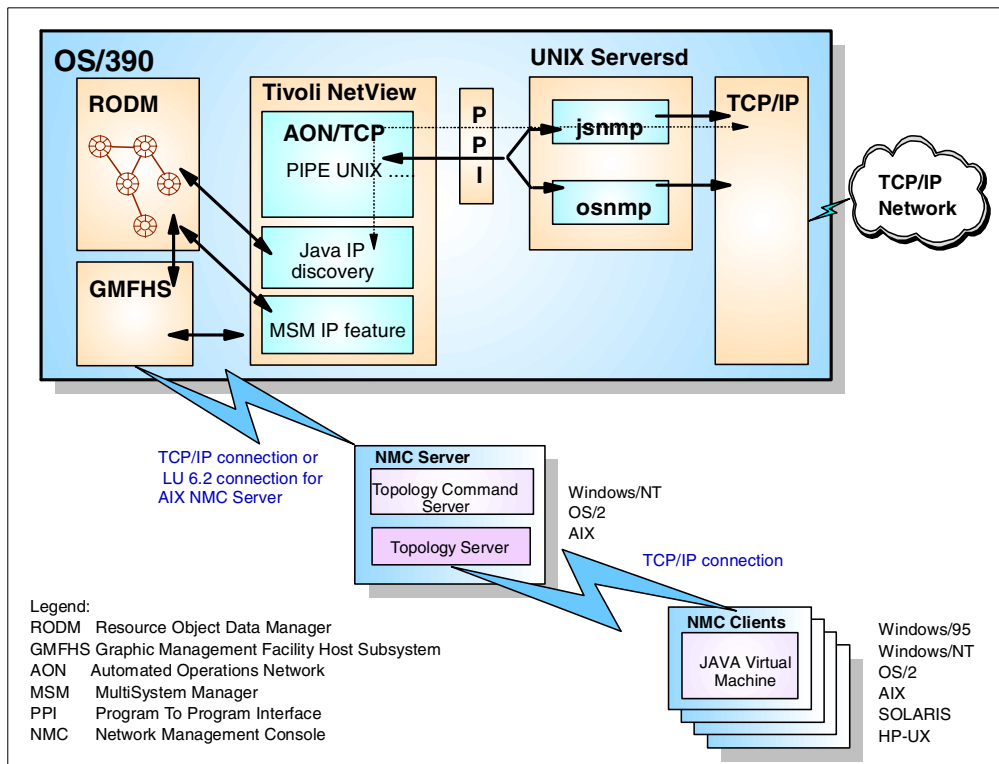 OS/390
RODM
GMFHS
Tivoli NetView
AON/TCP
PIPE UNIX
Java IP
discovery
MSM IP feature
P
P
I
UNIX Serversd
jsnmp
osnmp
TCP/IP
TCP/IP
Network
TCP/IP connection or
LU 6.2 connection for
AIX NMC Server
NMC Server
Topology Command
Server
Topology Server
Windows/NT
OS/2
AIX
TCP/IP connection
NMC Clients
JAVA Virtual
Machine
Windows/95
Windows/NT
OS/2
AIX
SOLARIS
HP-UX
Legend:
RODM Resource Object Data Manager
GMFHS Graphic Management Facility Host Subsystem
AON Automated Operations Network
MSM MultiSystem Manager
PPI Program To Program Interface
NMC Network Management Console